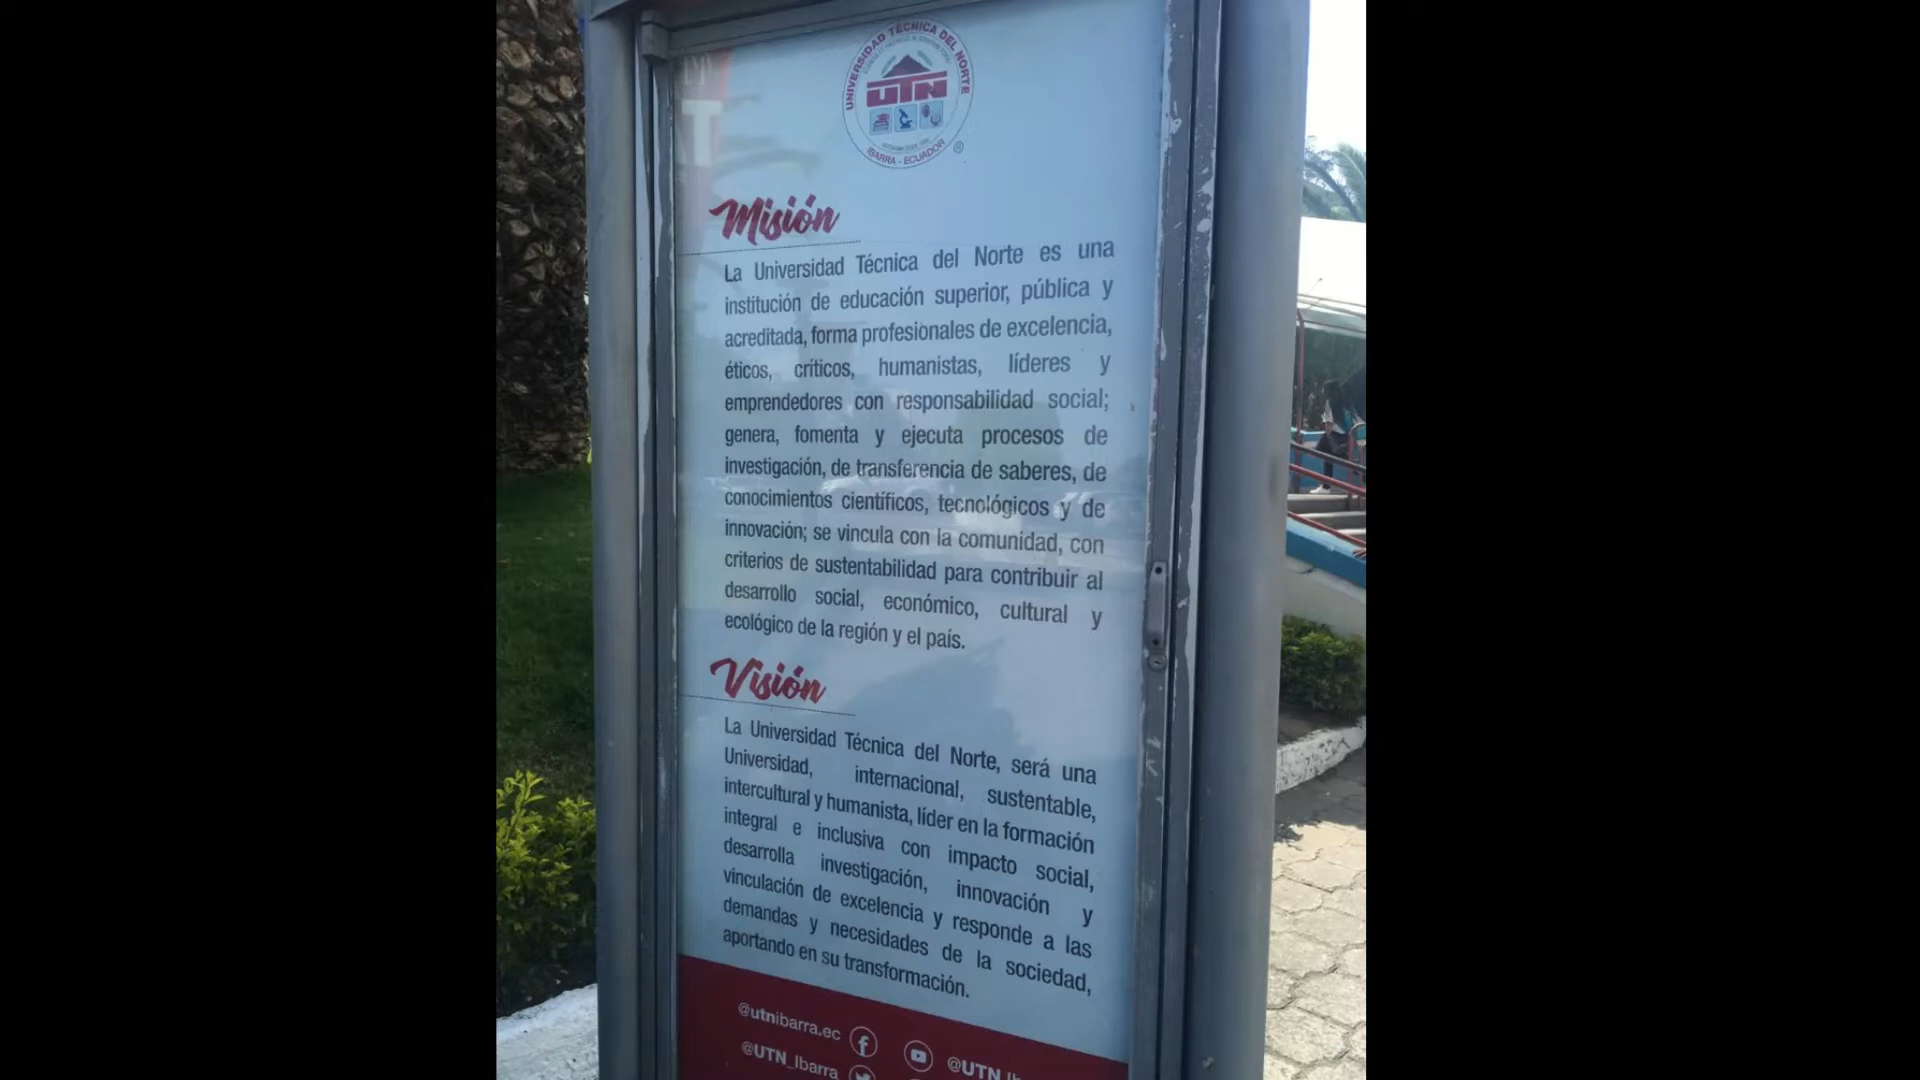 UNIVERSIDAD TÉCNICA DEL NORTE
UTN
IBARRA - ECUADOR
®
Misión
La Universidad Técnica del Norte es una
institución de educación superior, pública y
acreditada, forma profesionales de excelencia,
éticos, críticos, humanistas, líderes y
emprendedores con responsabilidad social;
genera, fomenta y ejecuta procesos de
investigación, de transferencia de saberes, de
conocimientos científicos, tecnológicos y de
innovación; se vincula con la comunidad, con
criterios de sustentabilidad para contribuir al
desarrollo social, económico, cultural y
ecológico de la región y el país.
Visión
La Universidad Técnica del Norte, será una
Universidad, internacional, sustentable,
intercultural y humanista, líder en la formación
integral e inclusiva con impacto social,
desarrolla investigación, innovación y
vinculación de excelencia y responde a las
demandas y necesidades de la sociedad,
aportando en su transformación.
@utnibarra.ec
@UTN_Ibarra
@UTN